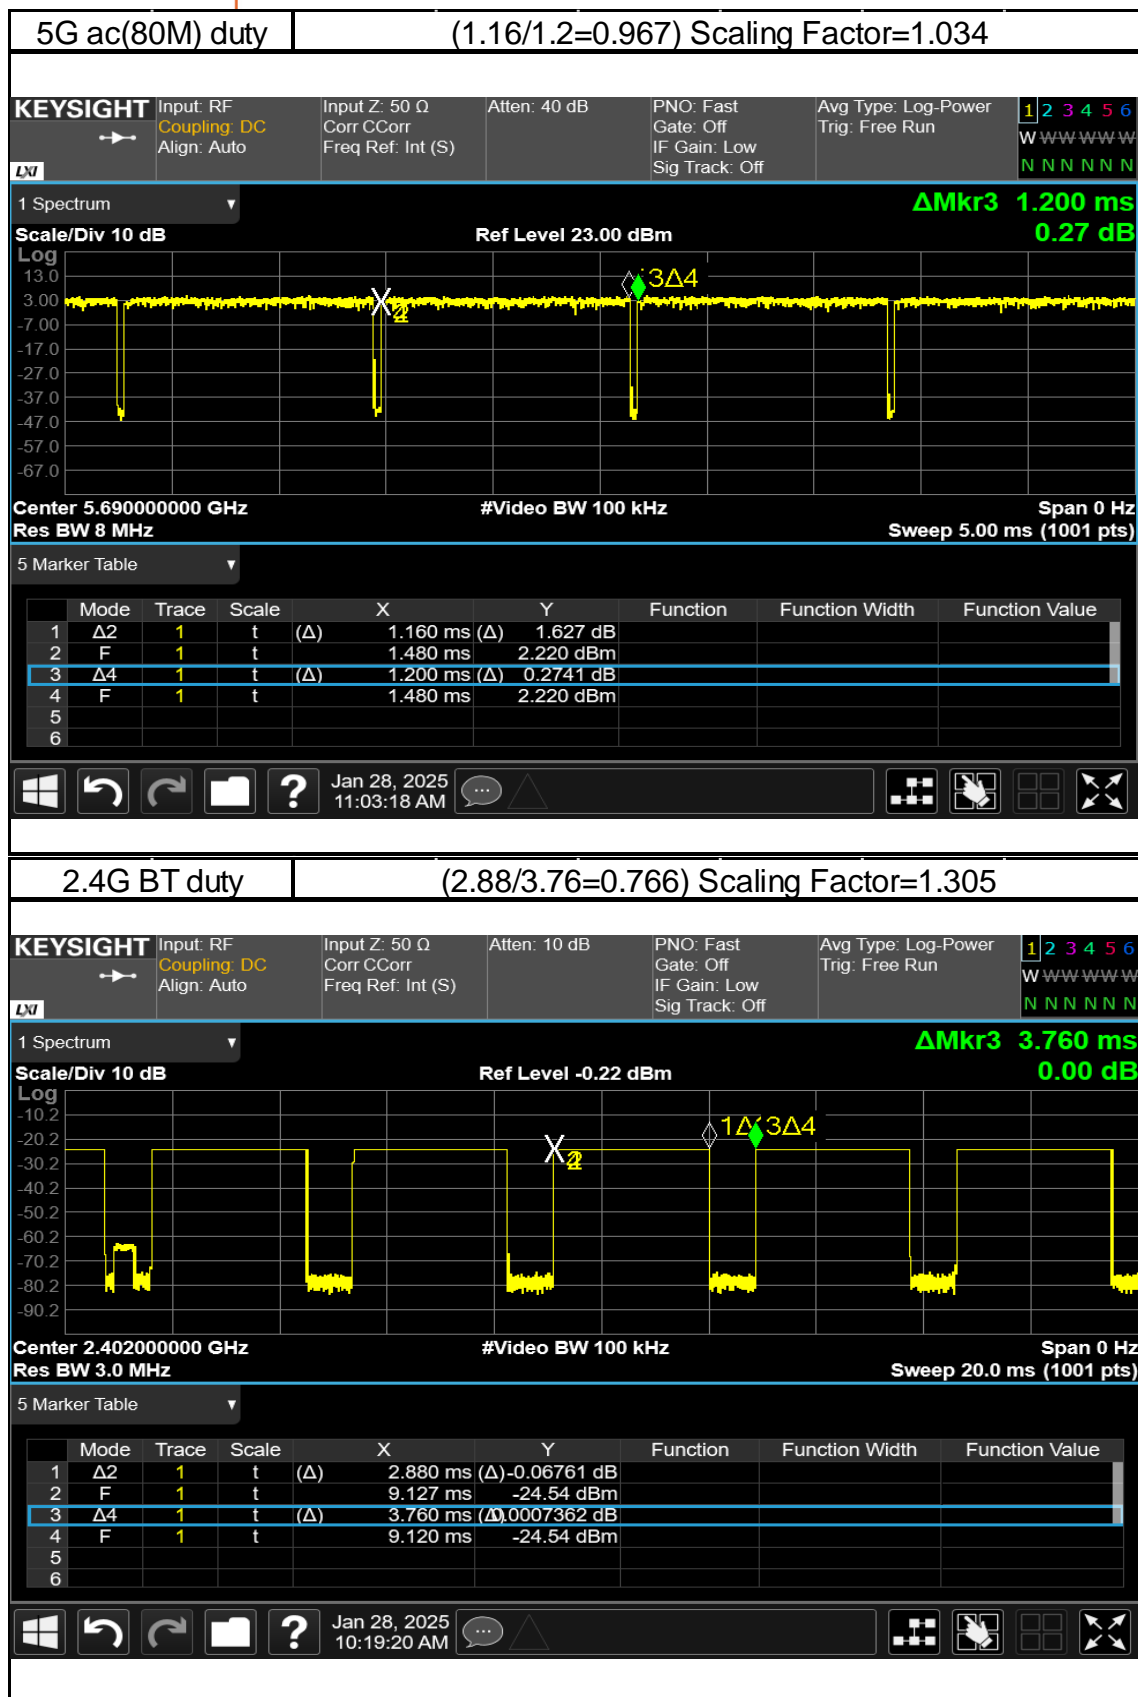 5G ac(80M) duty (1.16/1.2=0.967) Scaling Factor=1.034
KEYSIGHT Input: RF Input Z: 50 Ω Atten: 40 dB PNO: Fast Avg Type: Log-Power 1 2 3 4 5 6
Coupling: DC Corr CCorr Gate: Off Trig: Free Run W W W W W W
Align: Auto Freq Ref: Int (S) IF Gain: Low
LXI Sig Track: Off N N N N N N
1 Spectrum ▼ ΔMkr3 1.200 ms
Scale/Div 10 dB Ref Level 23.00 dBm 0.27 dB
Log
13.0 3Δ4
3.00
-7.00
-17.0
-27.0
-37.0
-47.0
-57.0
-67.0
Center 5.690000000 GHz #Video BW 100 kHz Span 0 Hz
Res BW 8 MHz Sweep 5.00 ms (1001 pts)
5 Marker Table ▼
Mode Trace Scale X Y Function Function Width Function Value
1 Δ2 1 t (Δ) 1.160 ms (Δ) 1.627 dB
2 F 1 t 1.480 ms 2.220 dBm
3 Δ4 1 t (Δ) 1.200 ms (Δ) 0.2741 dB
4 F 1 t 1.480 ms 2.220 dBm
5
6
? Jan 28, 2025
11:03:18 AM
2.4G BT duty (2.88/3.76=0.766) Scaling Factor=1.305
KEYSIGHT Input: RF Input Z: 50 Ω Atten: 10 dB PNO: Fast Avg Type: Log-Power 1 2 3 4 5 6
Coupling: DC Corr CCorr Gate: Off Trig: Free Run W W W W W W
Align: Auto Freq Ref: Int (S) IF Gain: Low
LXI Sig Track: Off N N N N N N
1 Spectrum ▼ ΔMkr3 3.760 ms
Scale/Div 10 dB Ref Level -0.22 dBm 0.00 dB
Log
-10.2 3Δ4
-20.2
-30.2
-40.2
-50.2
-60.2
-70.2
-80.2
-90.2
Center 2.402000000 GHz #Video BW 100 kHz Span 0 Hz
Res BW 3.0 MHz Sweep 20.0 ms (1001 pts)
5 Marker Table ▼
Mode Trace Scale X Y Function Function Width Function Value
1 Δ2 1 t (Δ) 2.880 ms (Δ) -0.06761 dB
2 F 1 t 9.127 ms -24.54 dBm
3 Δ4 1 t (Δ) 3.760 ms (Δ) 0.0007362 dB
4 F 1 t 9.120 ms -24.54 dBm
5
6
? Jan 28, 2025
10:19:20 AM